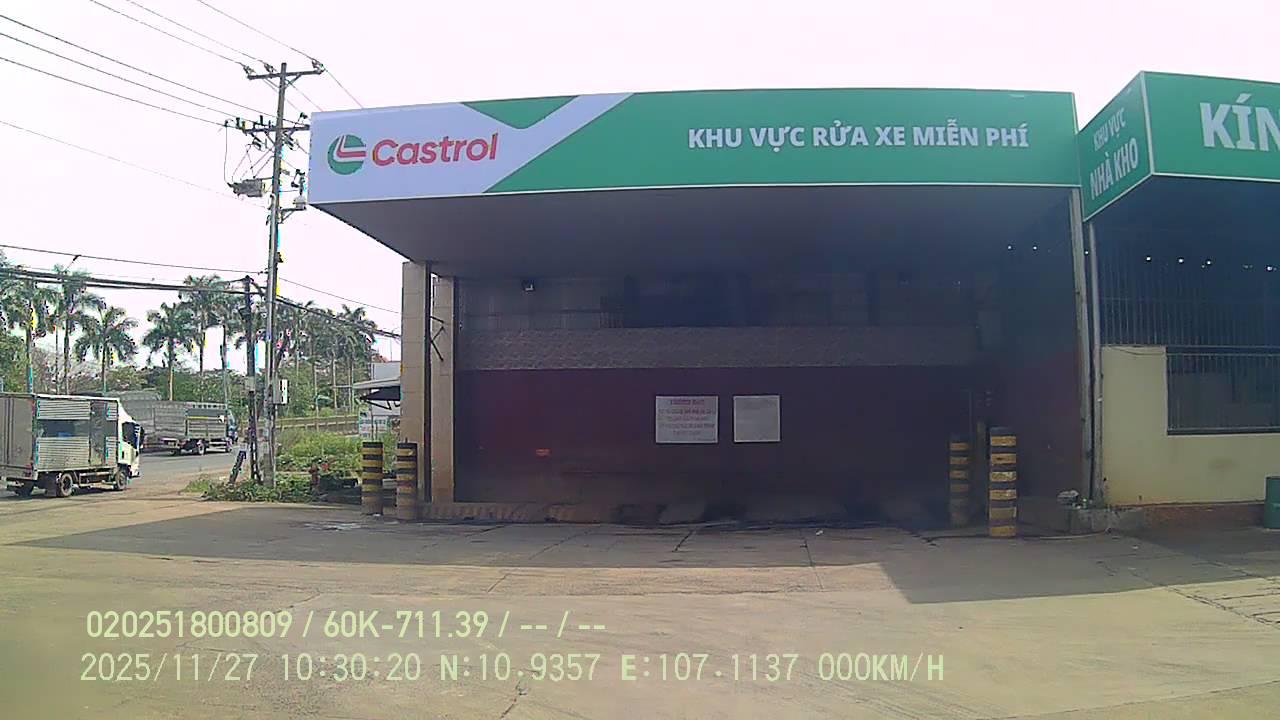 Castrol
KHU VỰC RỬA XE MIỄN PHÍ
KHU VỰC
NHÀ KHO
KÍN
020251800809 / 60K-711.39 / -- / --
2025/11/27 10:30:20 N:10.9357 E:107.1137 000KM/H